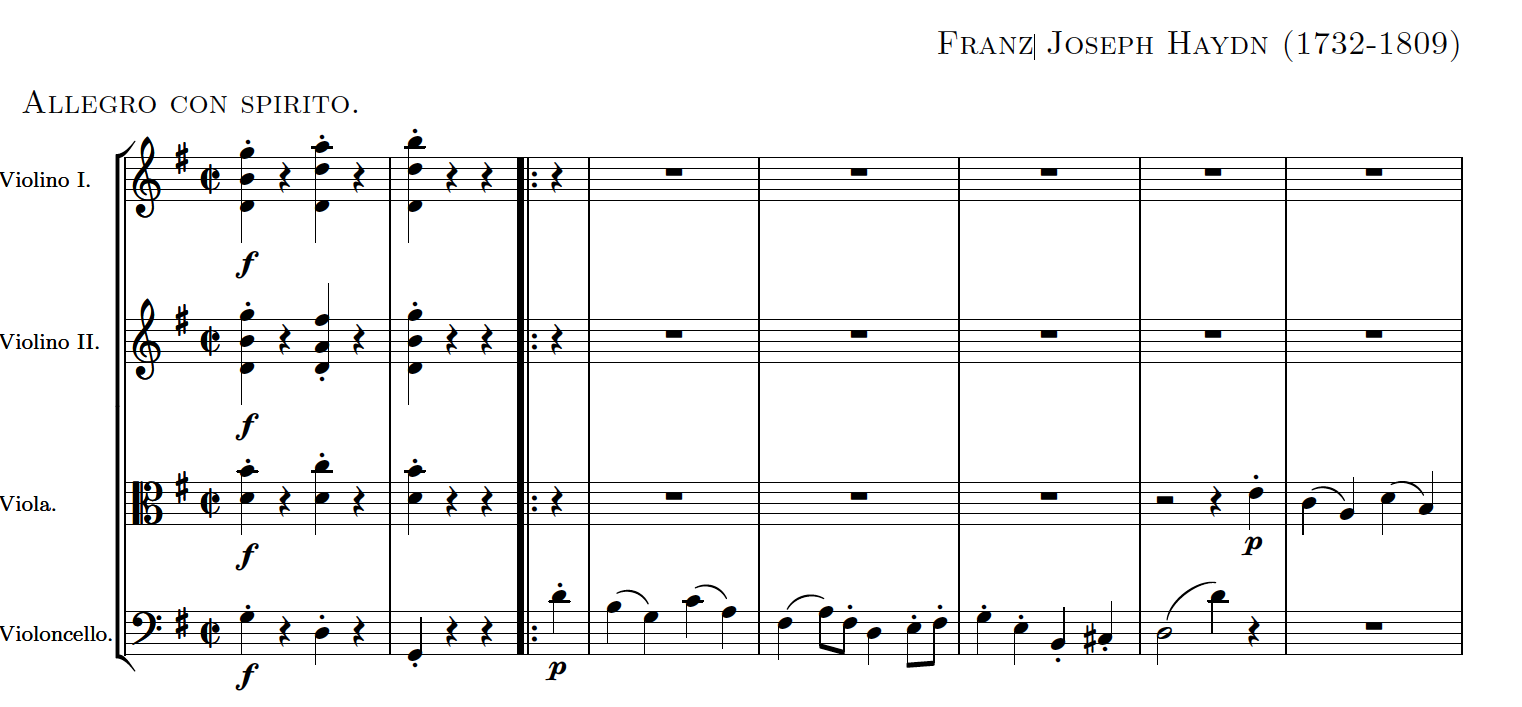 Franz Joseph Haydn (1732-1809)
Allegro con spirito.
Violino I.
f
Violino II.
f
Viola.
f
p
Violoncello.
f
p